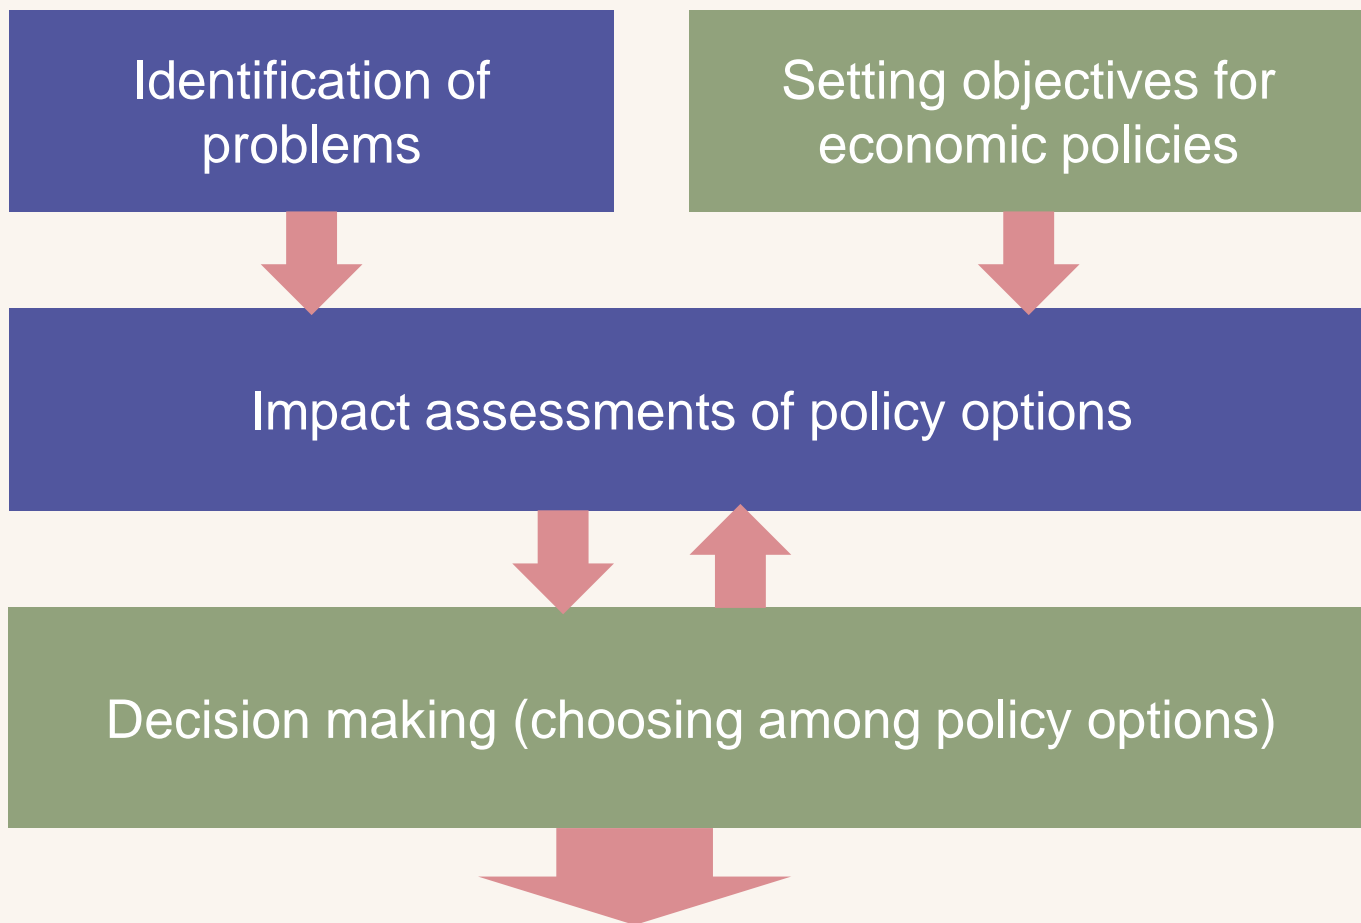 Identification of
problems
Setting objectives for
economic policies
Impact assessments of policy options
Decision making (choosing among policy options)